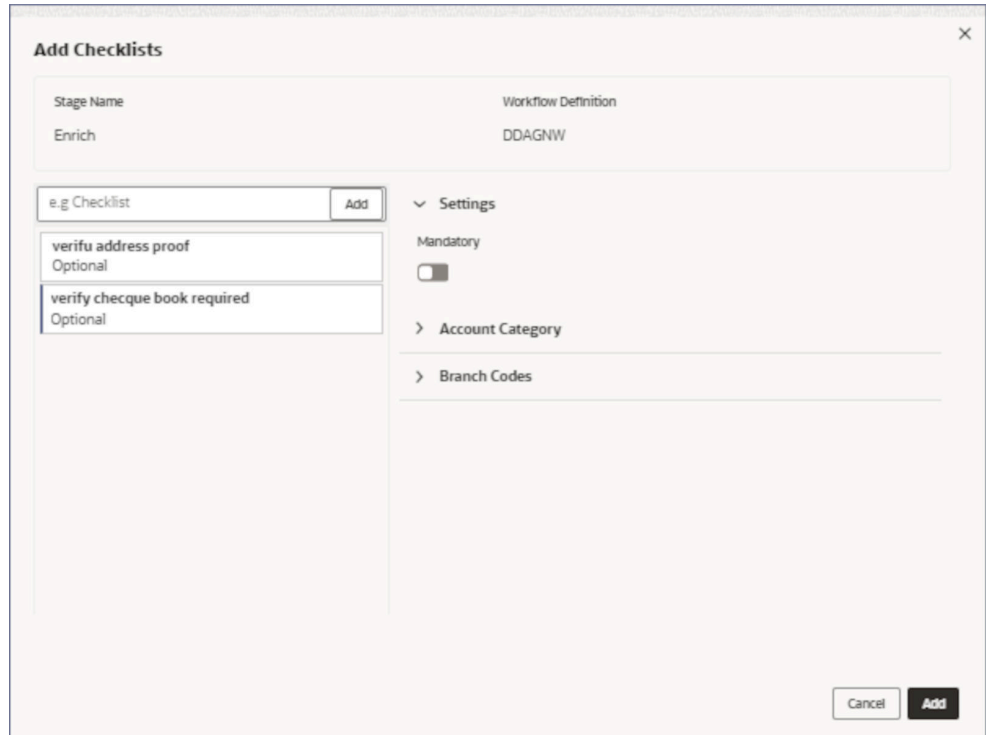 Add Checklists
Stage Name
Workflow Definition
Enrich
DDAGNW
e.g Checklist
Add
verifu address proof
Optional
verify checque book required
Optional
Settings
Mandatory
Account Category
Branch Codes
Cancel
Add